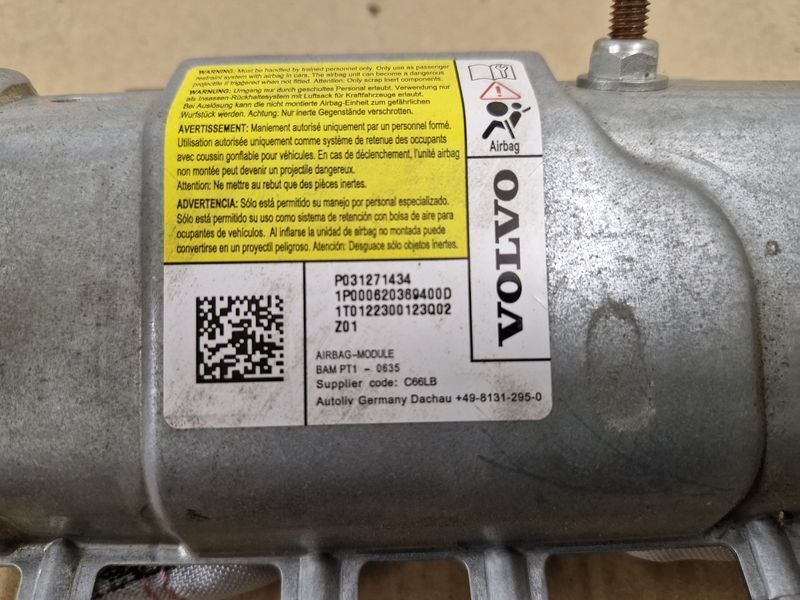 WARNING: Must be handled by trained personnel only. Only use as passenger
restraint system with airbag in cars. The airbag unit can become a dangerous
projectile if triggered when not fitted. Attention: Only scrap inert components.
WARNUNG: Umgang nur durch geschultes Personal erlaubt. Verwendung nur
als Insassen-Rückhaltesystem mit Luftsack für Kraftfahrzeuge erlaubt.
Bei Auslösung kann die nicht montierte Airbag-Einheit zum gefährlichen
Wurfstück werden. Achtung: Nur inerte Gegenstände verschrotten.
AVERTISSEMENT: Maniement autorisé uniquement par un personnel formé.
Utilisation autorisée uniquement comme système de retenue des occupants
avec coussin gonflable pour véhicules. En cas de déclenchement, l'unité airbag
non montée peut devenir un projectile dangereux.
Attention: Ne mettre au rebut que des pièces inertes.
ADVERTENCIA: Sólo está permitido su manejo por personal especializado.
Sólo está permitido su uso como sistema de retención con bolsa de aire para
ocupantes de vehículos. Al inflarse la unidad de airbag no montada puede
convertirse en un proyectil peligroso. Atención: Desguace sólo objetos inertes.
Airbag
VOLVO
P031271434
1P000620369400D
1T0122300123Q02
Z01
AIRBAG-MODULE
BAM PT1 - 0635
Supplier code: C66LB
Autoliv Germany Dachau +49-8131-295-0